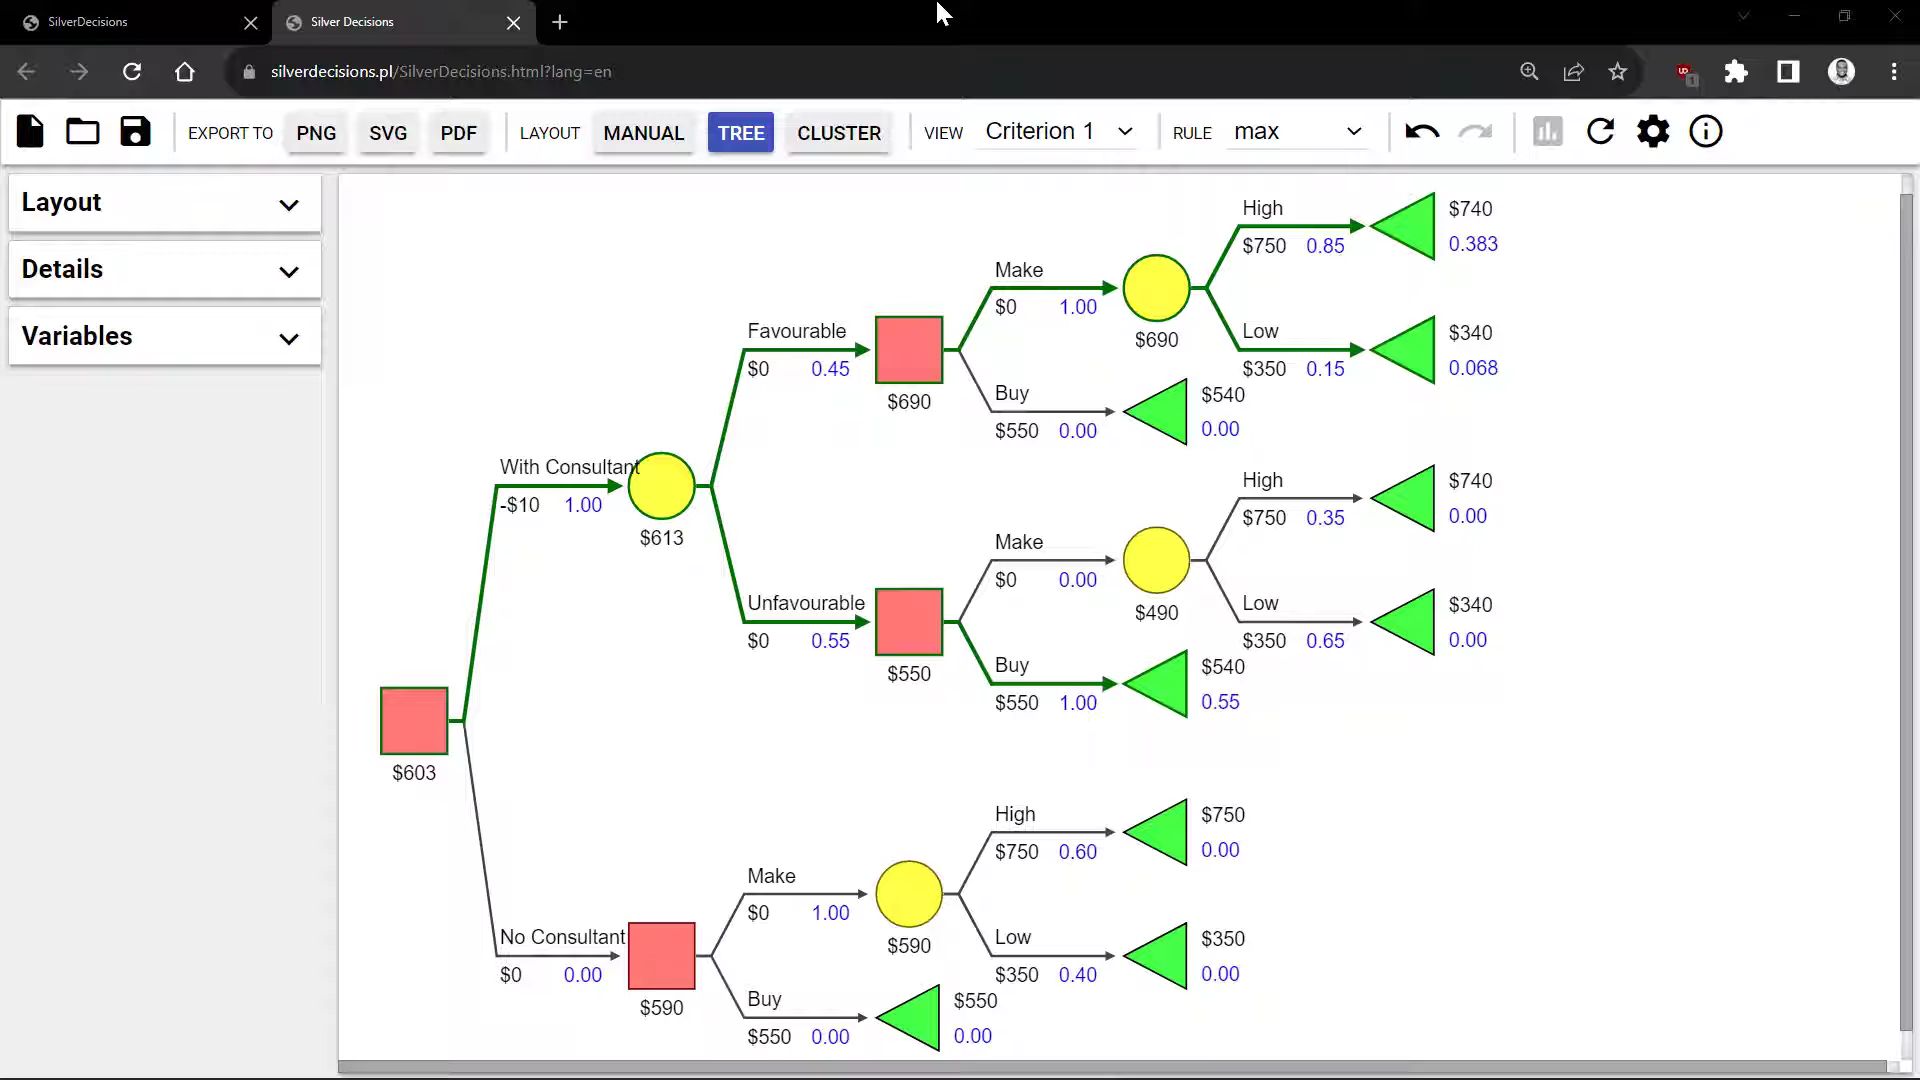 SilverDecisions
Silver Decisions
silverdecisions.pl/SilverDecisions.html?lang=en
EXPORT TO PNG SVG PDF LAYOUT MANUAL TREE CLUSTER VIEW Criterion 1 RULE max
Layout
Details
Variables
High
$750 0.85
$740
0.383
Make
$0 1.00
$690
Low
$350 0.15
$340
0.068
Favourable
$0 0.45
$690
Buy
$550 0.00
$540
0.00
With Consultant
-$10 1.00
$613
High
$750 0.35
$740
0.00
Make
$0 0.00
$490
Low
$350 0.65
$340
0.00
Unfavourable
$0 0.55
$550
Buy
$550 1.00
$540
0.55
$603
High
$750 0.60
$750
0.00
Make
$0 1.00
$590
Low
$350 0.40
$350
0.00
No Consultant
$0 0.00
$590
Buy
$550 0.00
$550
0.00